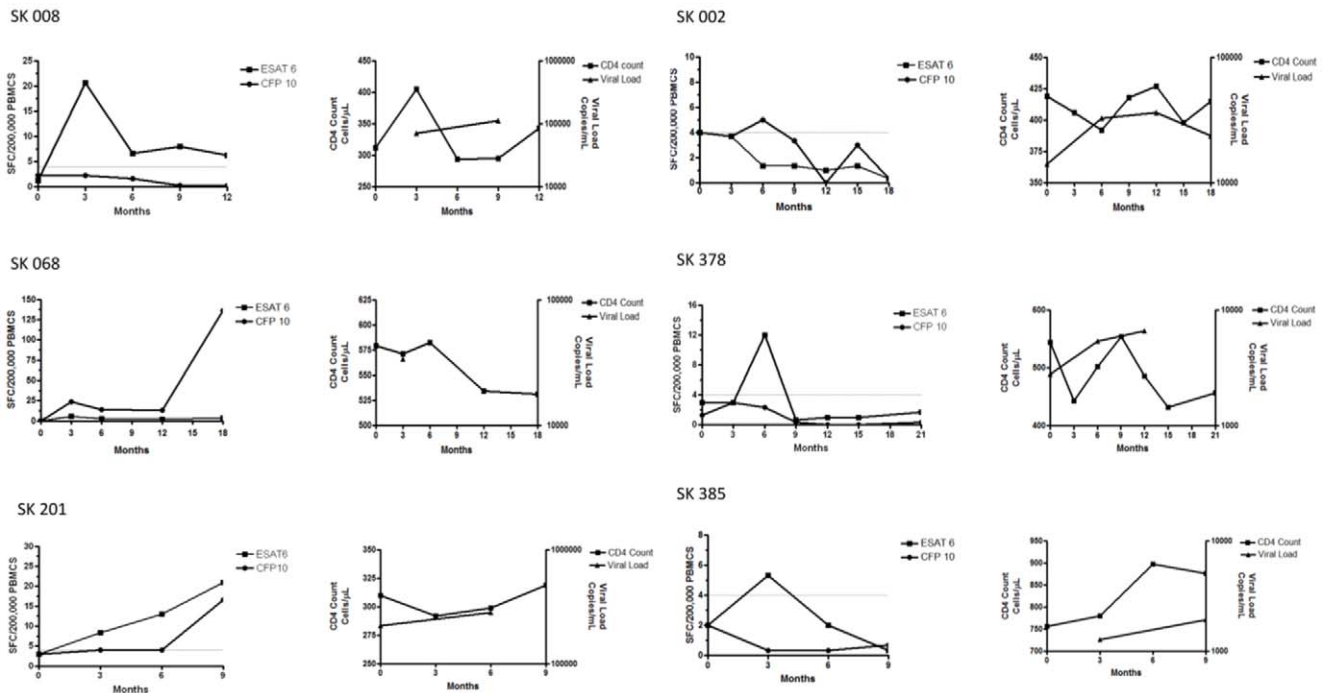 SK 008
SFC/200,000 PBMCS
25
20
15
10
5
0
0 3 6 9 12
Months
ESAT 6
CFP 10
CD4 Count
Cells/µL
450
400
350
300
250
0 3 6 9 12
Months
1000000
100000
10000
Viral Load
Copies/mL
CD4 count
Viral Load
SK 002
SFC/200,000 PBMCS
10
8
6
4
2
0
0 3 6 9 12 15 18
Months
ESAT 6
CFP 10
CD4 Count
Cells/µL
450
425
400
375
350
0 3 6 9 12 15 18
Months
100000
10000
Viral Load
Copies/mL
CD4 Count
Viral Load
SK 068
SFC/200,000 PBMCS
150
125
100
75
50
25
0
0 3 6 9 12 15 18
Months
ESAT 6
CFP 10
CD4 Count
Cells/µL
625
600
575
550
525
500
0 3 6 9 12 15 18
Months
100000
10000
Viral Load
Copies/mL
CD4 Count
Viral Load
SK 378
SFC/200,000 PBMCS
16
12
8
4
0
0 3 6 9 12 15 18 21
Months
ESAT 6
CFP 10
CD4 Count
Cells/µL
600
500
400
0 3 6 9 12 15 18 21
Months
10000
1000
Viral Load
Copies/mL
CD4 Count
Viral Load
SK 201
SFC/200,000 PBMCS
30
25
20
15
10
5
0
0 3 6 9
Months
ESAT6
CFP10
CD4 Count
Cells/µL
350
325
300
275
250
0 3 6 9
Months
1000000
100000
Viral Load
Copies/mL
CD4 Count
Viral Load
SK 385
SFC/200,000 PBMCS
8
6
4
2
0
0 3 6 9
Months
ESAT 6
CFP 10
CD4 Count
Cells/µL
950
900
850
800
750
700
0 3 6 9
Months
10000
1000
Viral Load
Copies/mL
CD4 Count
Viral Load